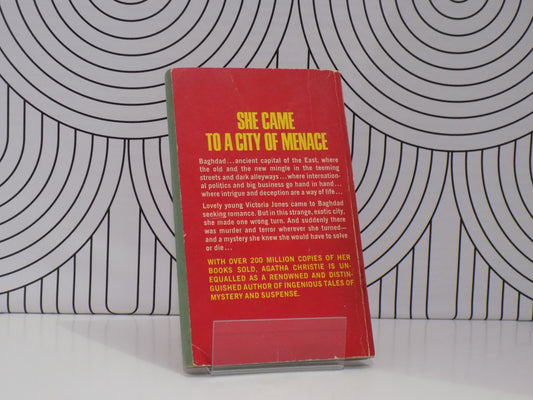 SHE CAME
TO A CITY OF MENACE
Baghdad...ancient capital of the East, where
the old and the new mingle in the teeming
streets and dark alleyways...where internation-
al politics and big business go hand in hand...
where intrigue and deception are a way of life...
Lovely young Victoria Jones came to Baghdad
seeking romance. But in this strange, exotic city,
she made one wrong turn. And suddenly there
was murder and terror wherever she turned—
and a mystery she knew she would have to solve
or die...
WITH OVER 200 MILLION COPIES OF HER
BOOKS SOLD, AGATHA CHRISTIE IS UN-
EQUALLED AS A RENOWNED AND DISTIN-
GUISHED AUTHOR OF INGENIOUS TALES OF
MYSTERY AND SUSPENSE.